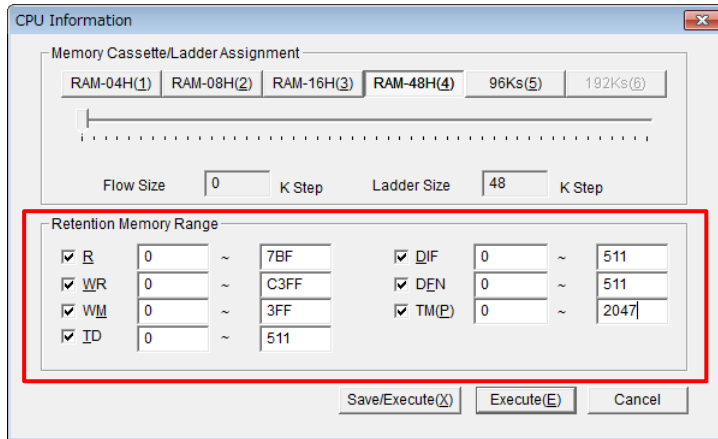 CPU Information
Memory Cassette/Ladder Assignment
RAM-04H(1) RAM-08H(2) RAM-16H(3) RAM-48H(4) 96Ks(5) 192Ks(6)
Flow Size 0 K Step Ladder Size 48 K Step
Retention Memory Range
R 0 ~ 7BF DIF 0 ~ 511
WR 0 ~ C3FF DFN 0 ~ 511
WM 0 ~ 3FF TM(P) 0 ~ 2047
TD 0 ~ 511
Save/Execute(X) Execute(E) Cancel